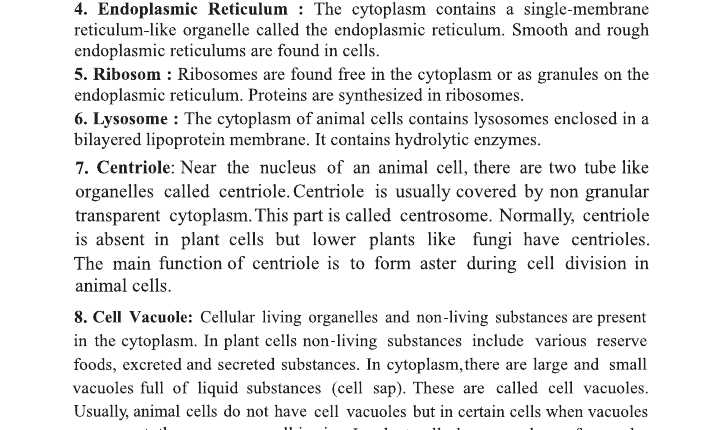 4. Endoplasmic Reticulum : The cytoplasm contains a single-membrane
reticulum-like organelle called the endoplasmic reticulum. Smooth and rough
endoplasmic reticulums are found in cells.
5. Ribosom : Ribosomes are found free in the cytoplasm or as granules on the
endoplasmic reticulum. Proteins are synthesized in ribosomes.
6. Lysosome : The cytoplasm of animal cells contains lysosomes enclosed in a
bilayered lipoprotein membrane. It contains hydrolytic enzymes.
7. Centriole: Near the nucleus of an animal cell, there are two tube like
organelles called centriole. Centriole is usually covered by non granular
transparent cytoplasm. This part is called centrosome. Normally, centriole
is absent in plant cells but lower plants like fungi have centrioles.
The main function of centriole is to form aster during cell division in
animal cells.
8. Cell Vacuole: Cellular living organelles and non-living substances are present
in the cytoplasm. In plant cells non-living substances include various reserve
foods, excreted and secreted substances. In cytoplasm, there are large and small
vacuoles full of liquid substances (cell sap). These are called cell vacuoles.
Usually, animal cells do not have cell vacuoles but in certain cells when vacuoles